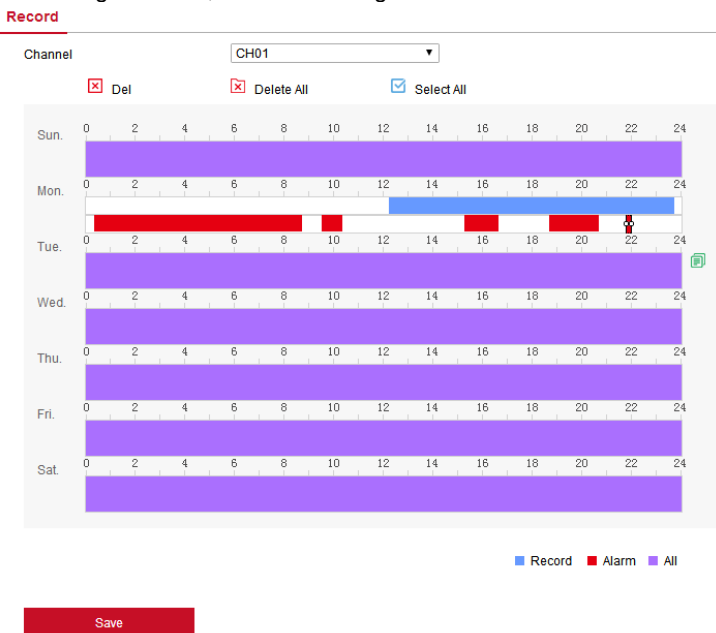 Record
Channel CH01
Del Delete All Select All
Sun. 0 2 4 6 8 10 12 14 16 18 20 22 24
Mon. 0 2 4 6 8 10 12 14 16 18 20 22 24
Tue. 0 2 4 6 8 10 12 14 16 18 20 22 24
Wed. 0 2 4 6 8 10 12 14 16 18 20 22 24
Thu. 0 2 4 6 8 10 12 14 16 18 20 22 24
Fri. 0 2 4 6 8 10 12 14 16 18 20 22 24
Sat. 0 2 4 6 8 10 12 14 16 18 20 22 24
Record Alarm All
Save